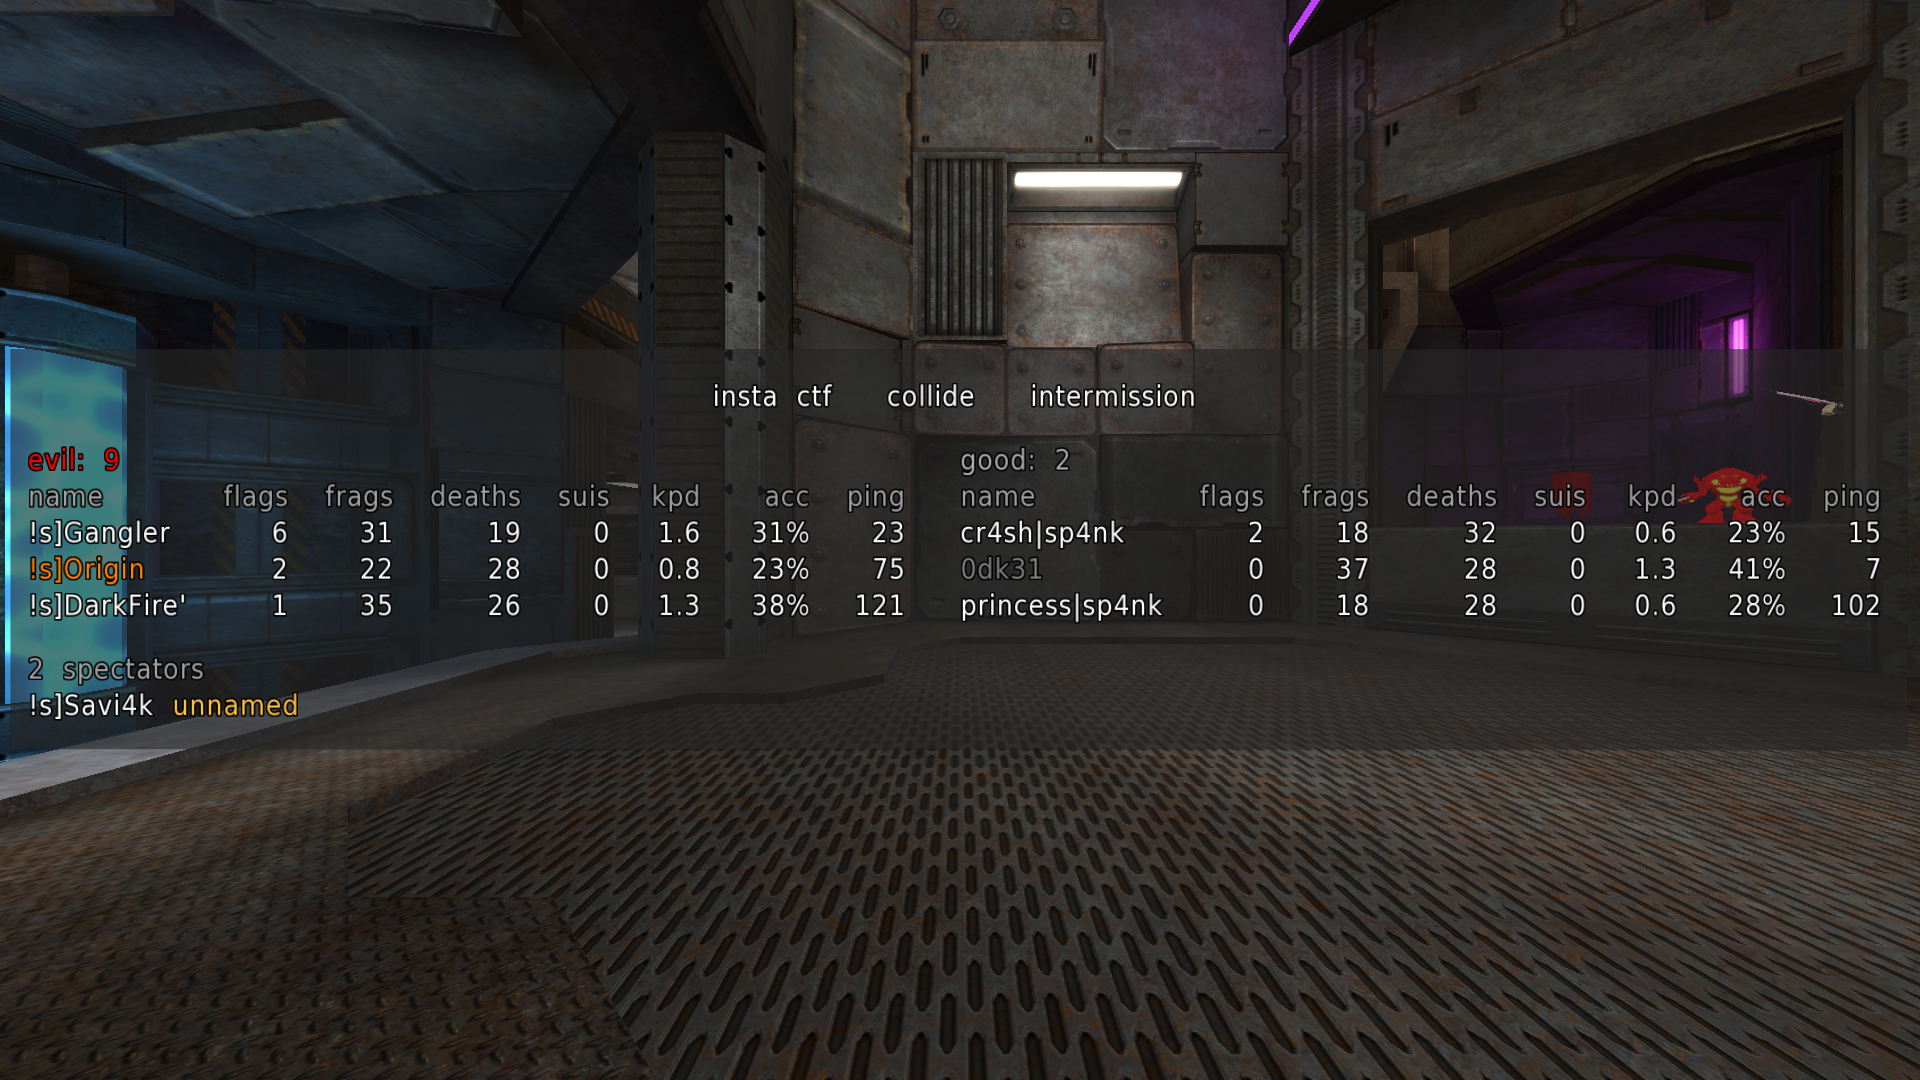 insta ctf collide intermission
evil: 9
name flags frags deaths suis kpd acc ping
!s]Gangler 6 31 19 0 1.6 31% 23
!s]Origin 2 22 28 0 0.8 23% 75
!s]DarkFire' 1 35 26 0 1.3 38% 121
good: 2
name flags frags deaths suis kpd acc ping
cr4sh|sp4nk 2 18 32 0 0.6 23% 15
0dk31 0 37 28 0 1.3 41% 7
princess|sp4nk 0 18 28 0 0.6 28% 102
2 spectators
!s]Savi4k unnamed